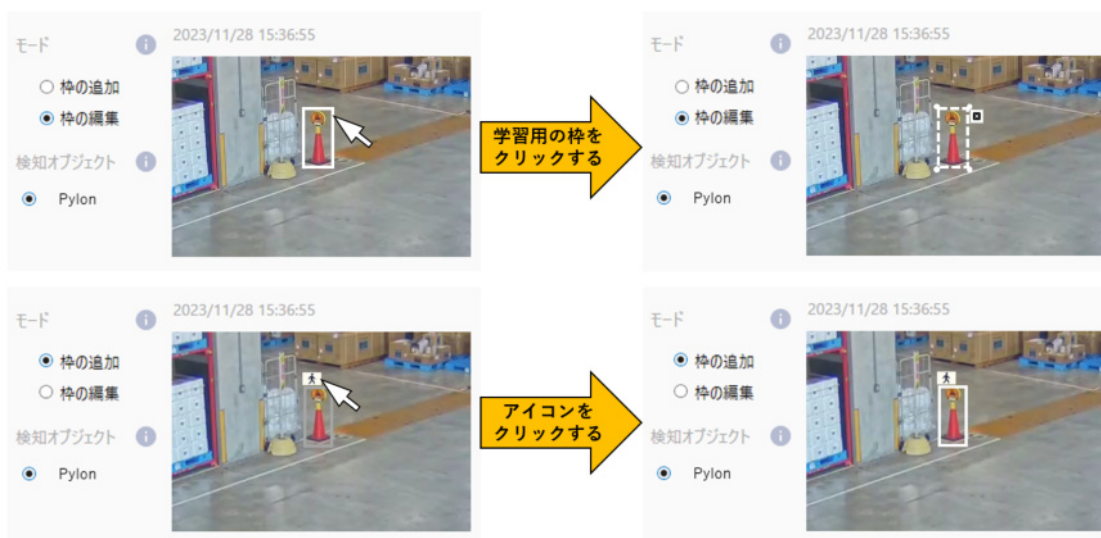 モード
2023/11/28 15:36:55
枠の追加
枠の編集
検知オブジェクト
Pylon
学習用の枠を
クリックする
モード
2023/11/28 15:36:55
枠の追加
枠の編集
検知オブジェクト
Pylon
モード
2023/11/28 15:36:55
枠の追加
枠の編集
検知オブジェクト
Pylon
アイコンを
クリックする
モード
2023/11/28 15:36:55
枠の追加
枠の編集
検知オブジェクト
Pylon